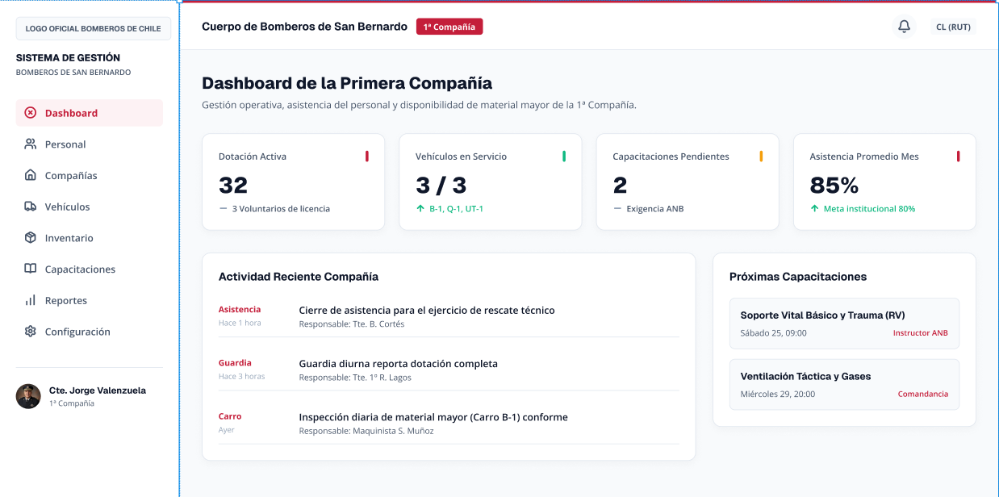 LOGO OFICIAL BOMBEROS DE CHILE
SISTEMA DE GESTIÓN
BOMBEROS DE SAN BERNARDO
Dashboard
Personal
Compañías
Vehículos
Inventario
Capacitaciones
Reportes
Configuración
Cte. Jorge Valenzuela
1ª Compañía
Cuerpo de Bomberos de San Bernardo
1ª Compañía
CL (RUT)
Dashboard de la Primera Compañía
Gestión operativa, asistencia del personal y disponibilidad de material mayor de la 1ª Compañía.
Dotación Activa
32
3 Voluntarios de licencia
Vehículos en Servicio
3 / 3
B-1, Q-1, UT-1
Capacitaciones Pendientes
2
Exigencia ANB
Asistencia Promedio Mes
85%
Meta institucional 80%
Actividad Reciente Compañía
Asistencia
Hace 1 hora
Cierre de asistencia para el ejercicio de rescate técnico
Responsable: Tte. B. Cortés
Guardia
Hace 3 horas
Guardia diurna reporta dotación completa
Responsable: Tte. 1º R. Lagos
Carro
Ayer
Inspección diaria de material mayor (Carro B-1) conforme
Responsable: Maquinista S. Muñoz
Próximas Capacitaciones
Soporte Vital Básico y Trauma (RV)
Sábado 25, 09:00
Instructor ANB
Ventilación Táctica y Gases
Miércoles 29, 20:00
Comandancia